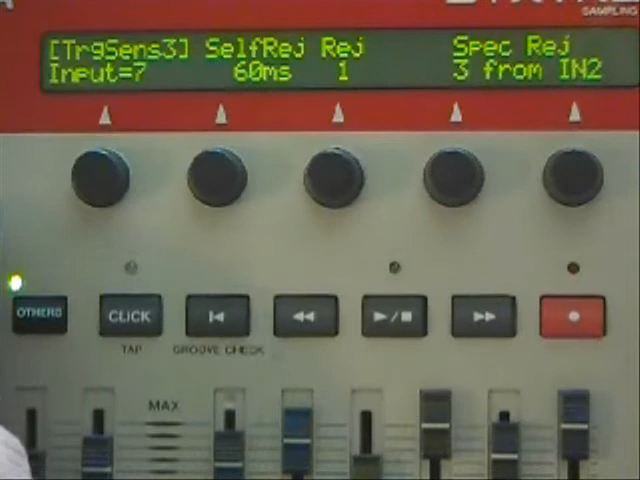 SAMPLING
[TrgSens3] SelfRej Rej Spec Rej
Input=7 60ms 1 3 from IN2
OTHERS
CLICK
TAP
GROOVE CHECK
MAX